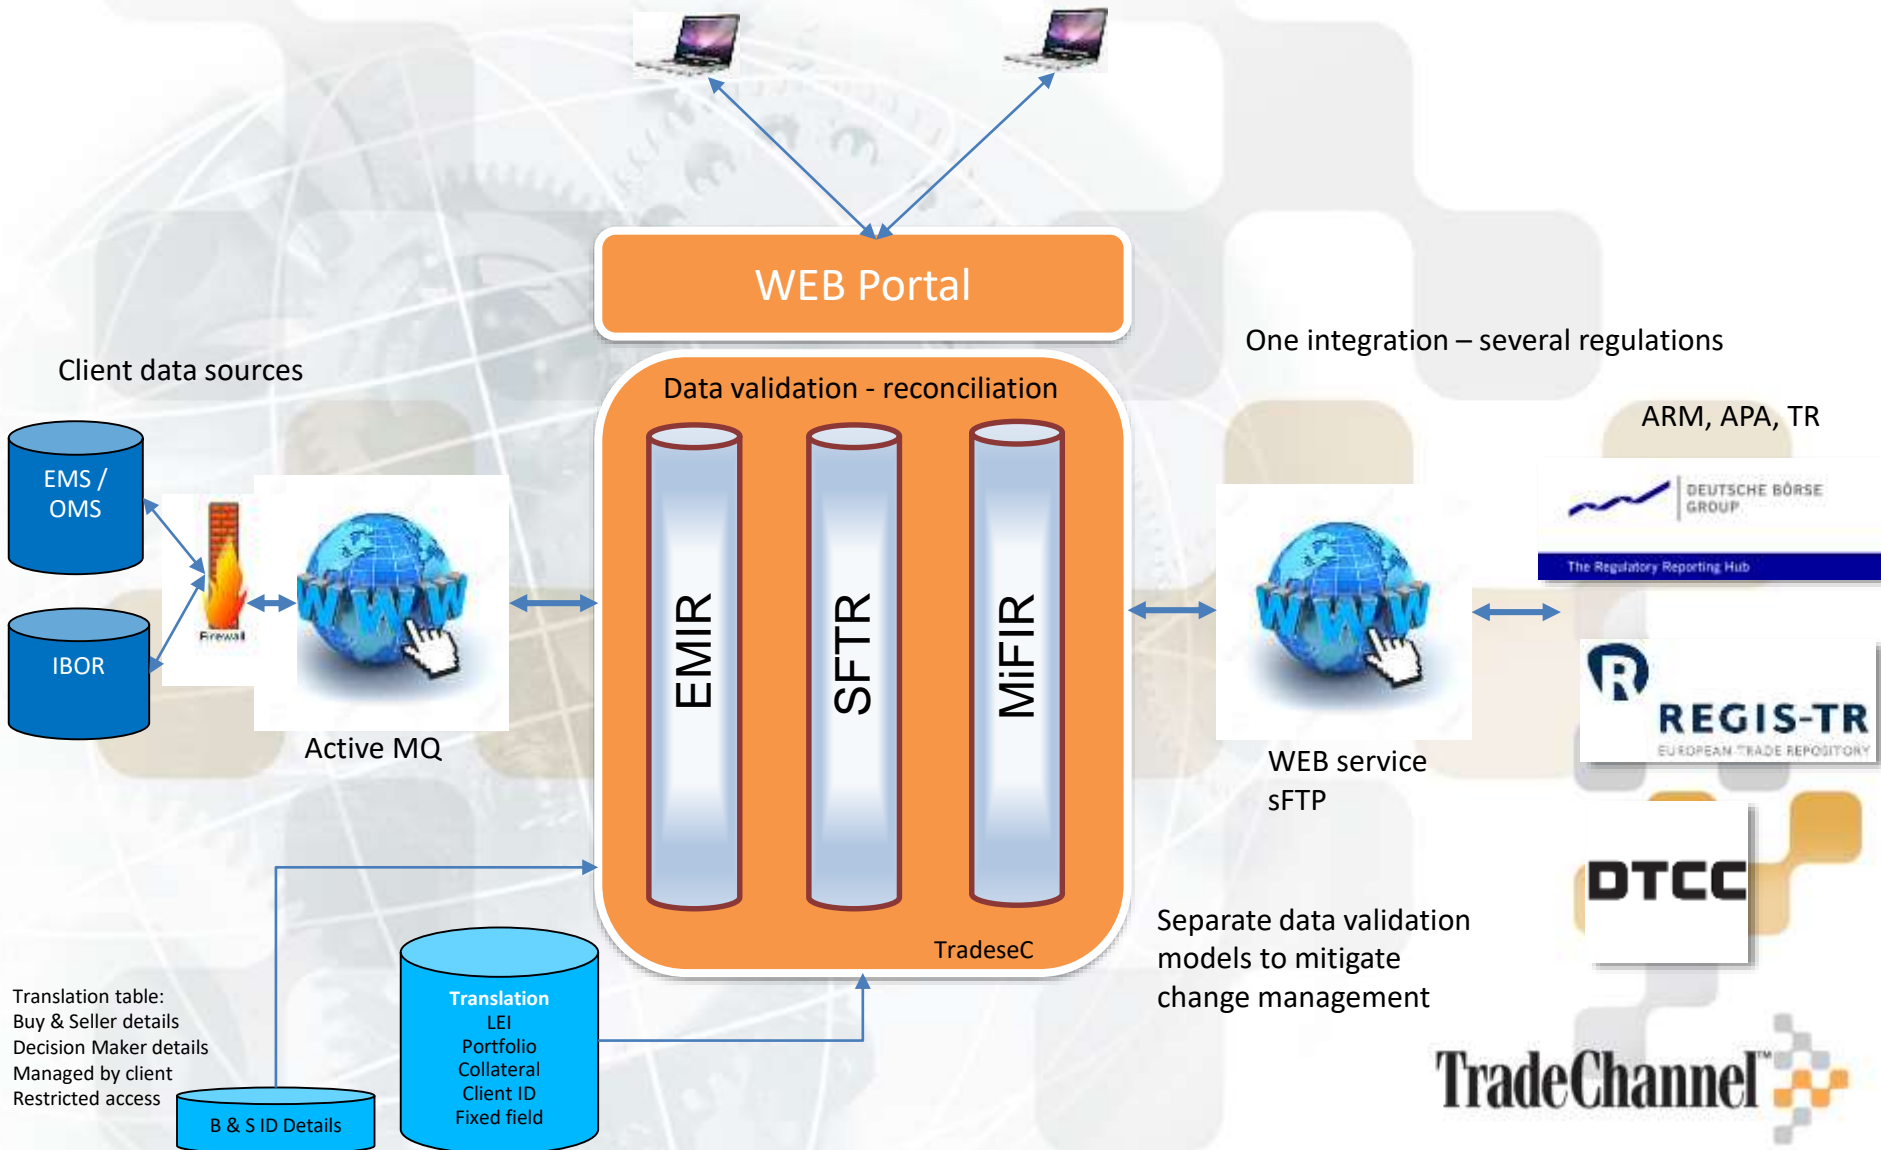 WEB Portal
One integration – several regulations
Client data sources
Data validation - reconciliation
ARM, APA, TR
EMS /
OMS
DEUTSCHE BÖRSE
GROUP
The Regulatory Reporting Hub
Firewall
WWW
EMIR
SFTR
MiFIR
WWW
IBOR
R
REGIS-TR
EUROPEAN TRADE REPOSITORY
Active MQ
WEB service
sFTP
DTCC
TradeseC
Separate data validation
models to mitigate
change management
Translation table:
Buy & Seller details
Decision Maker details
Managed by client
Restricted access
B & S ID Details
Translation
LEI
Portfolio
Collateral
Client ID
Fixed field
TradeChannel™